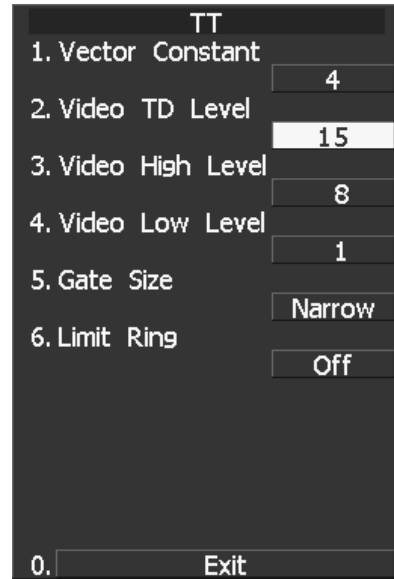 TT
1. Vector Constant
4
2. Video TD Level
15
3. Video High Level
8
4. Video Low Level
1
5. Gate Size
Narrow
6. Limit Ring
Off
0. Exit